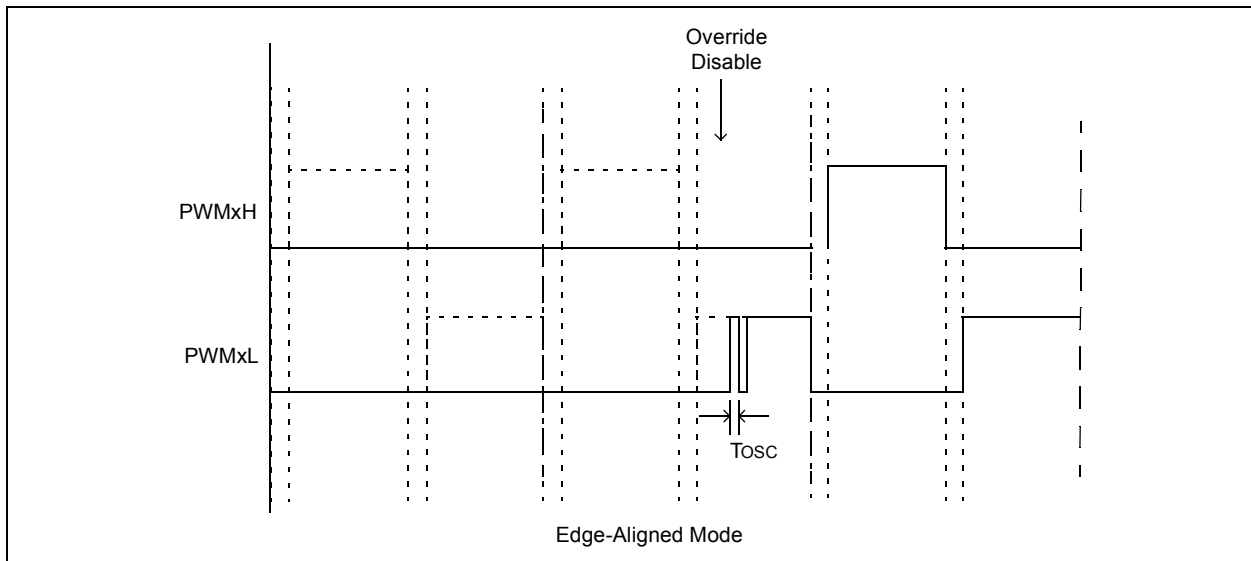 Override
Disable
PWMxH
PWMxL
TOSC
Edge-Aligned Mode